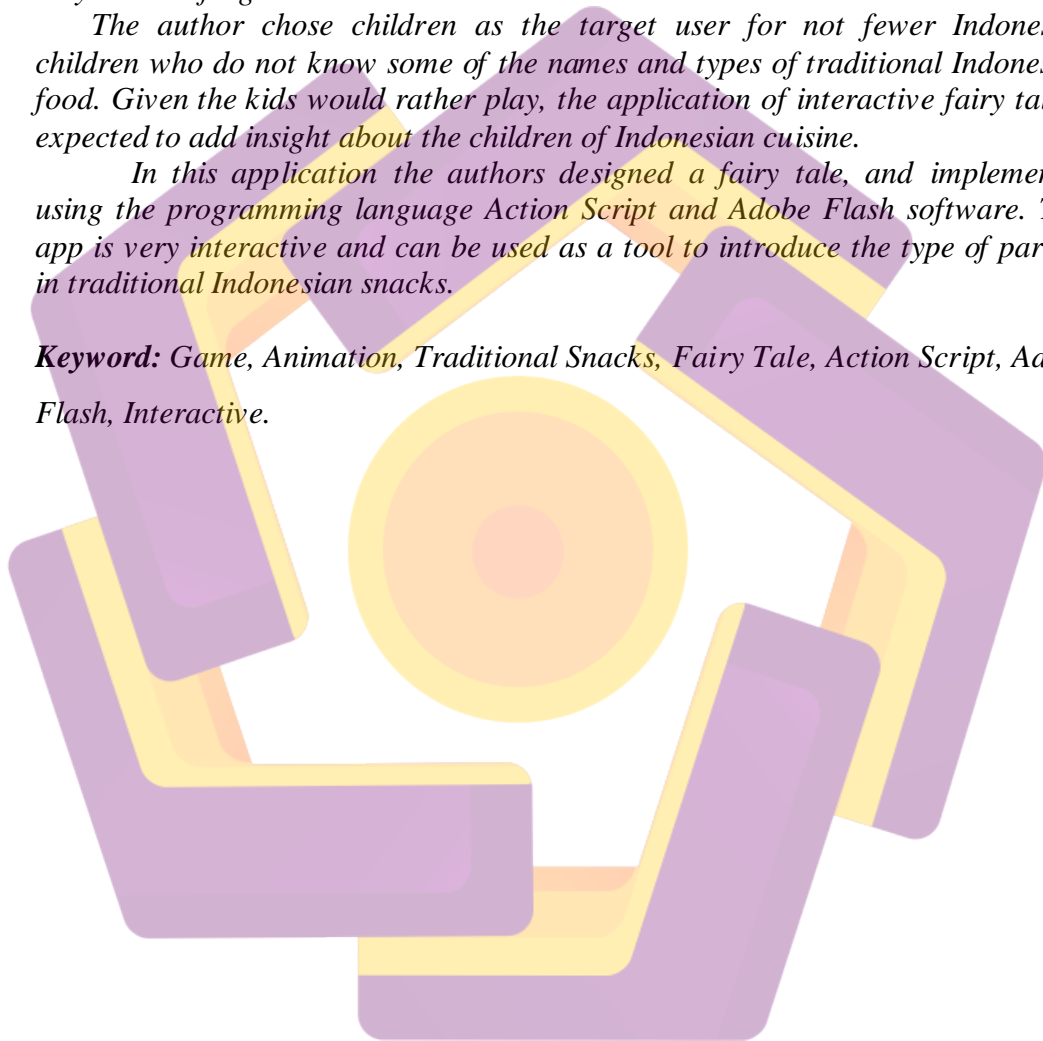 The author chose children as the target user for not fewer Indones
children who do not know some of the names and types of traditional Indones
food. Given the kids would rather play, the application of interactive fairy tal
expected to add insight about the children of Indonesian cuisine.
In this application the authors designed a fairy tale, and implemen
using the programming language Action Script and Adobe Flash software. T
app is very interactive and can be used as a tool to introduce the type of par
in traditional Indonesian snacks.
Keyword: Game, Animation, Traditional Snacks, Fairy Tale, Action Script, Ad
Flash, Interactive.